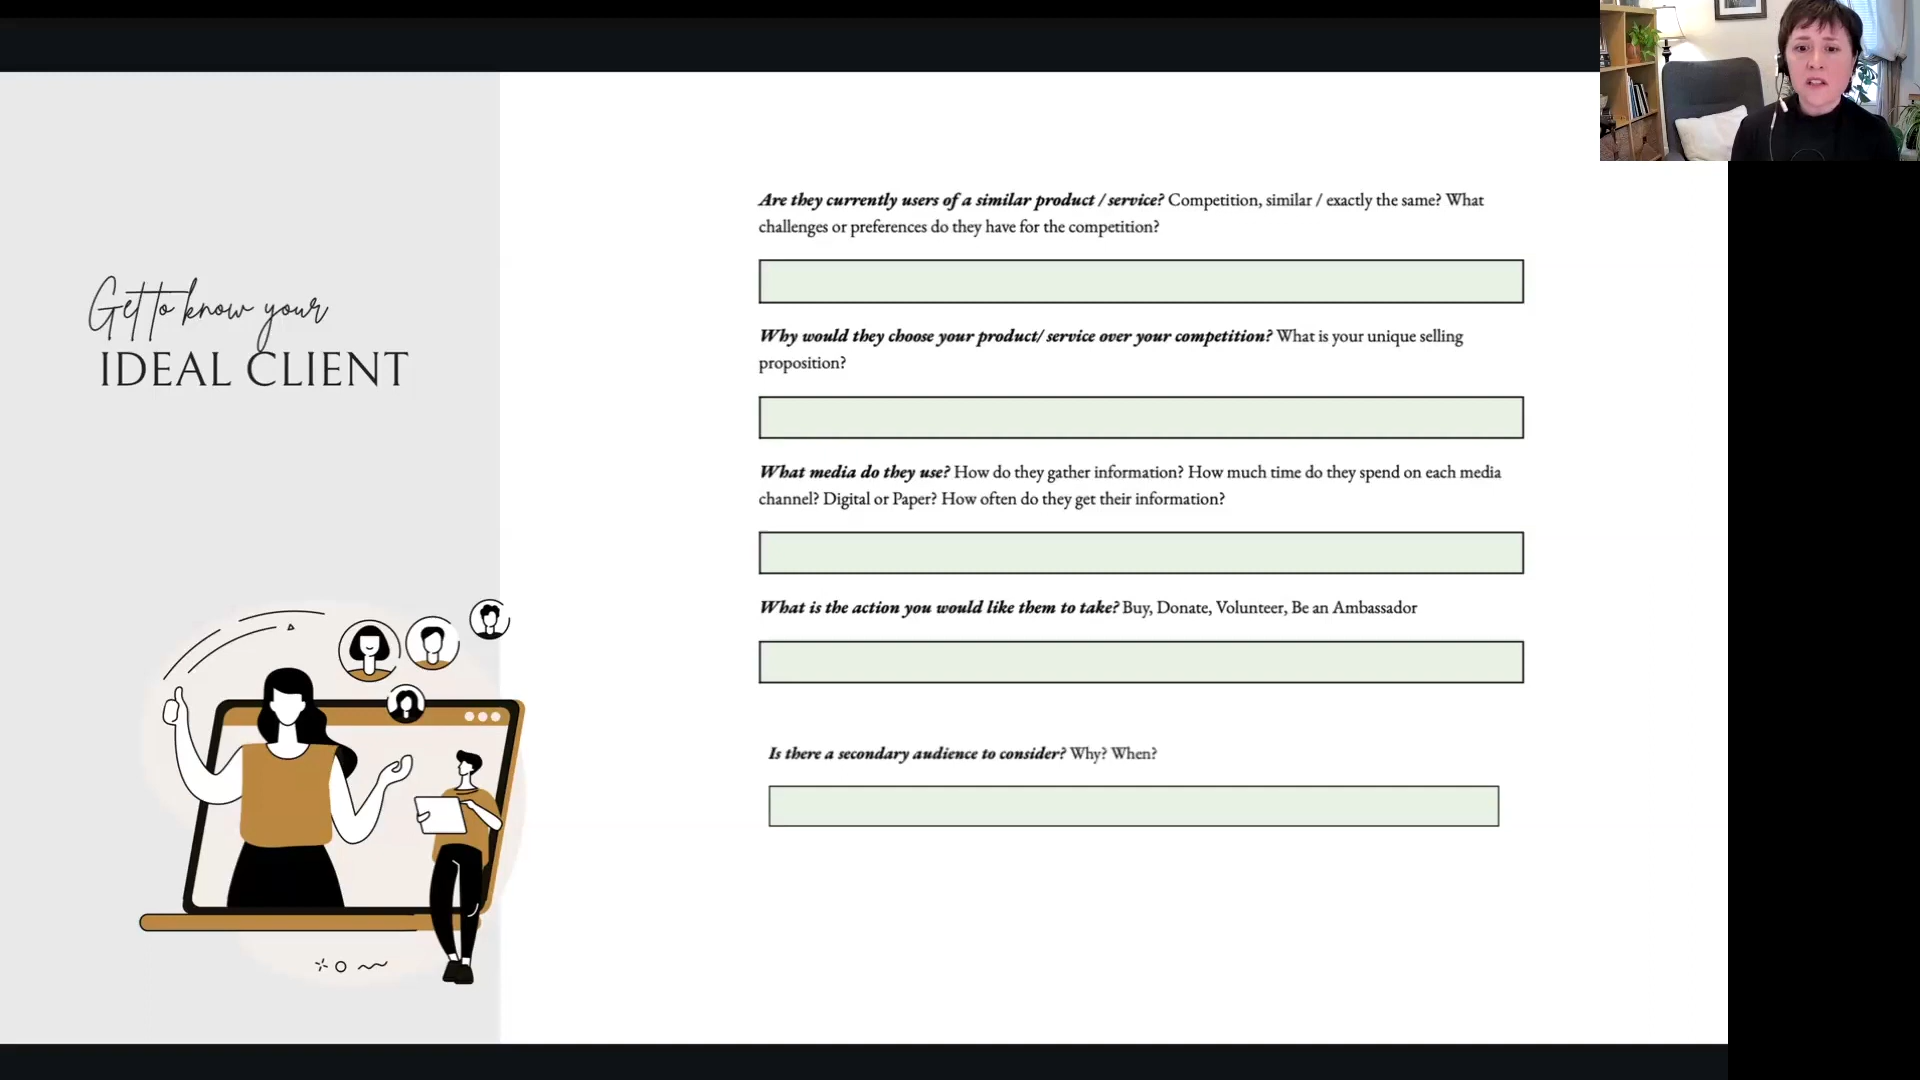 Get to know your
IDEAL CLIENT
Are they currently users of a similar product / service? Competition, similar / exactly the same? What
challenges or preferences do they have for the competition?
Why would they choose your product/ service over your competition? What is your unique selling
proposition?
What media do they use? How do they gather information? How much time do they spend on each media
channel? Digital or Paper? How often do they get their information?
What is the action you would like them to take? Buy, Donate, Volunteer, Be an Ambassador
Is there a secondary audience to consider? Why? When?